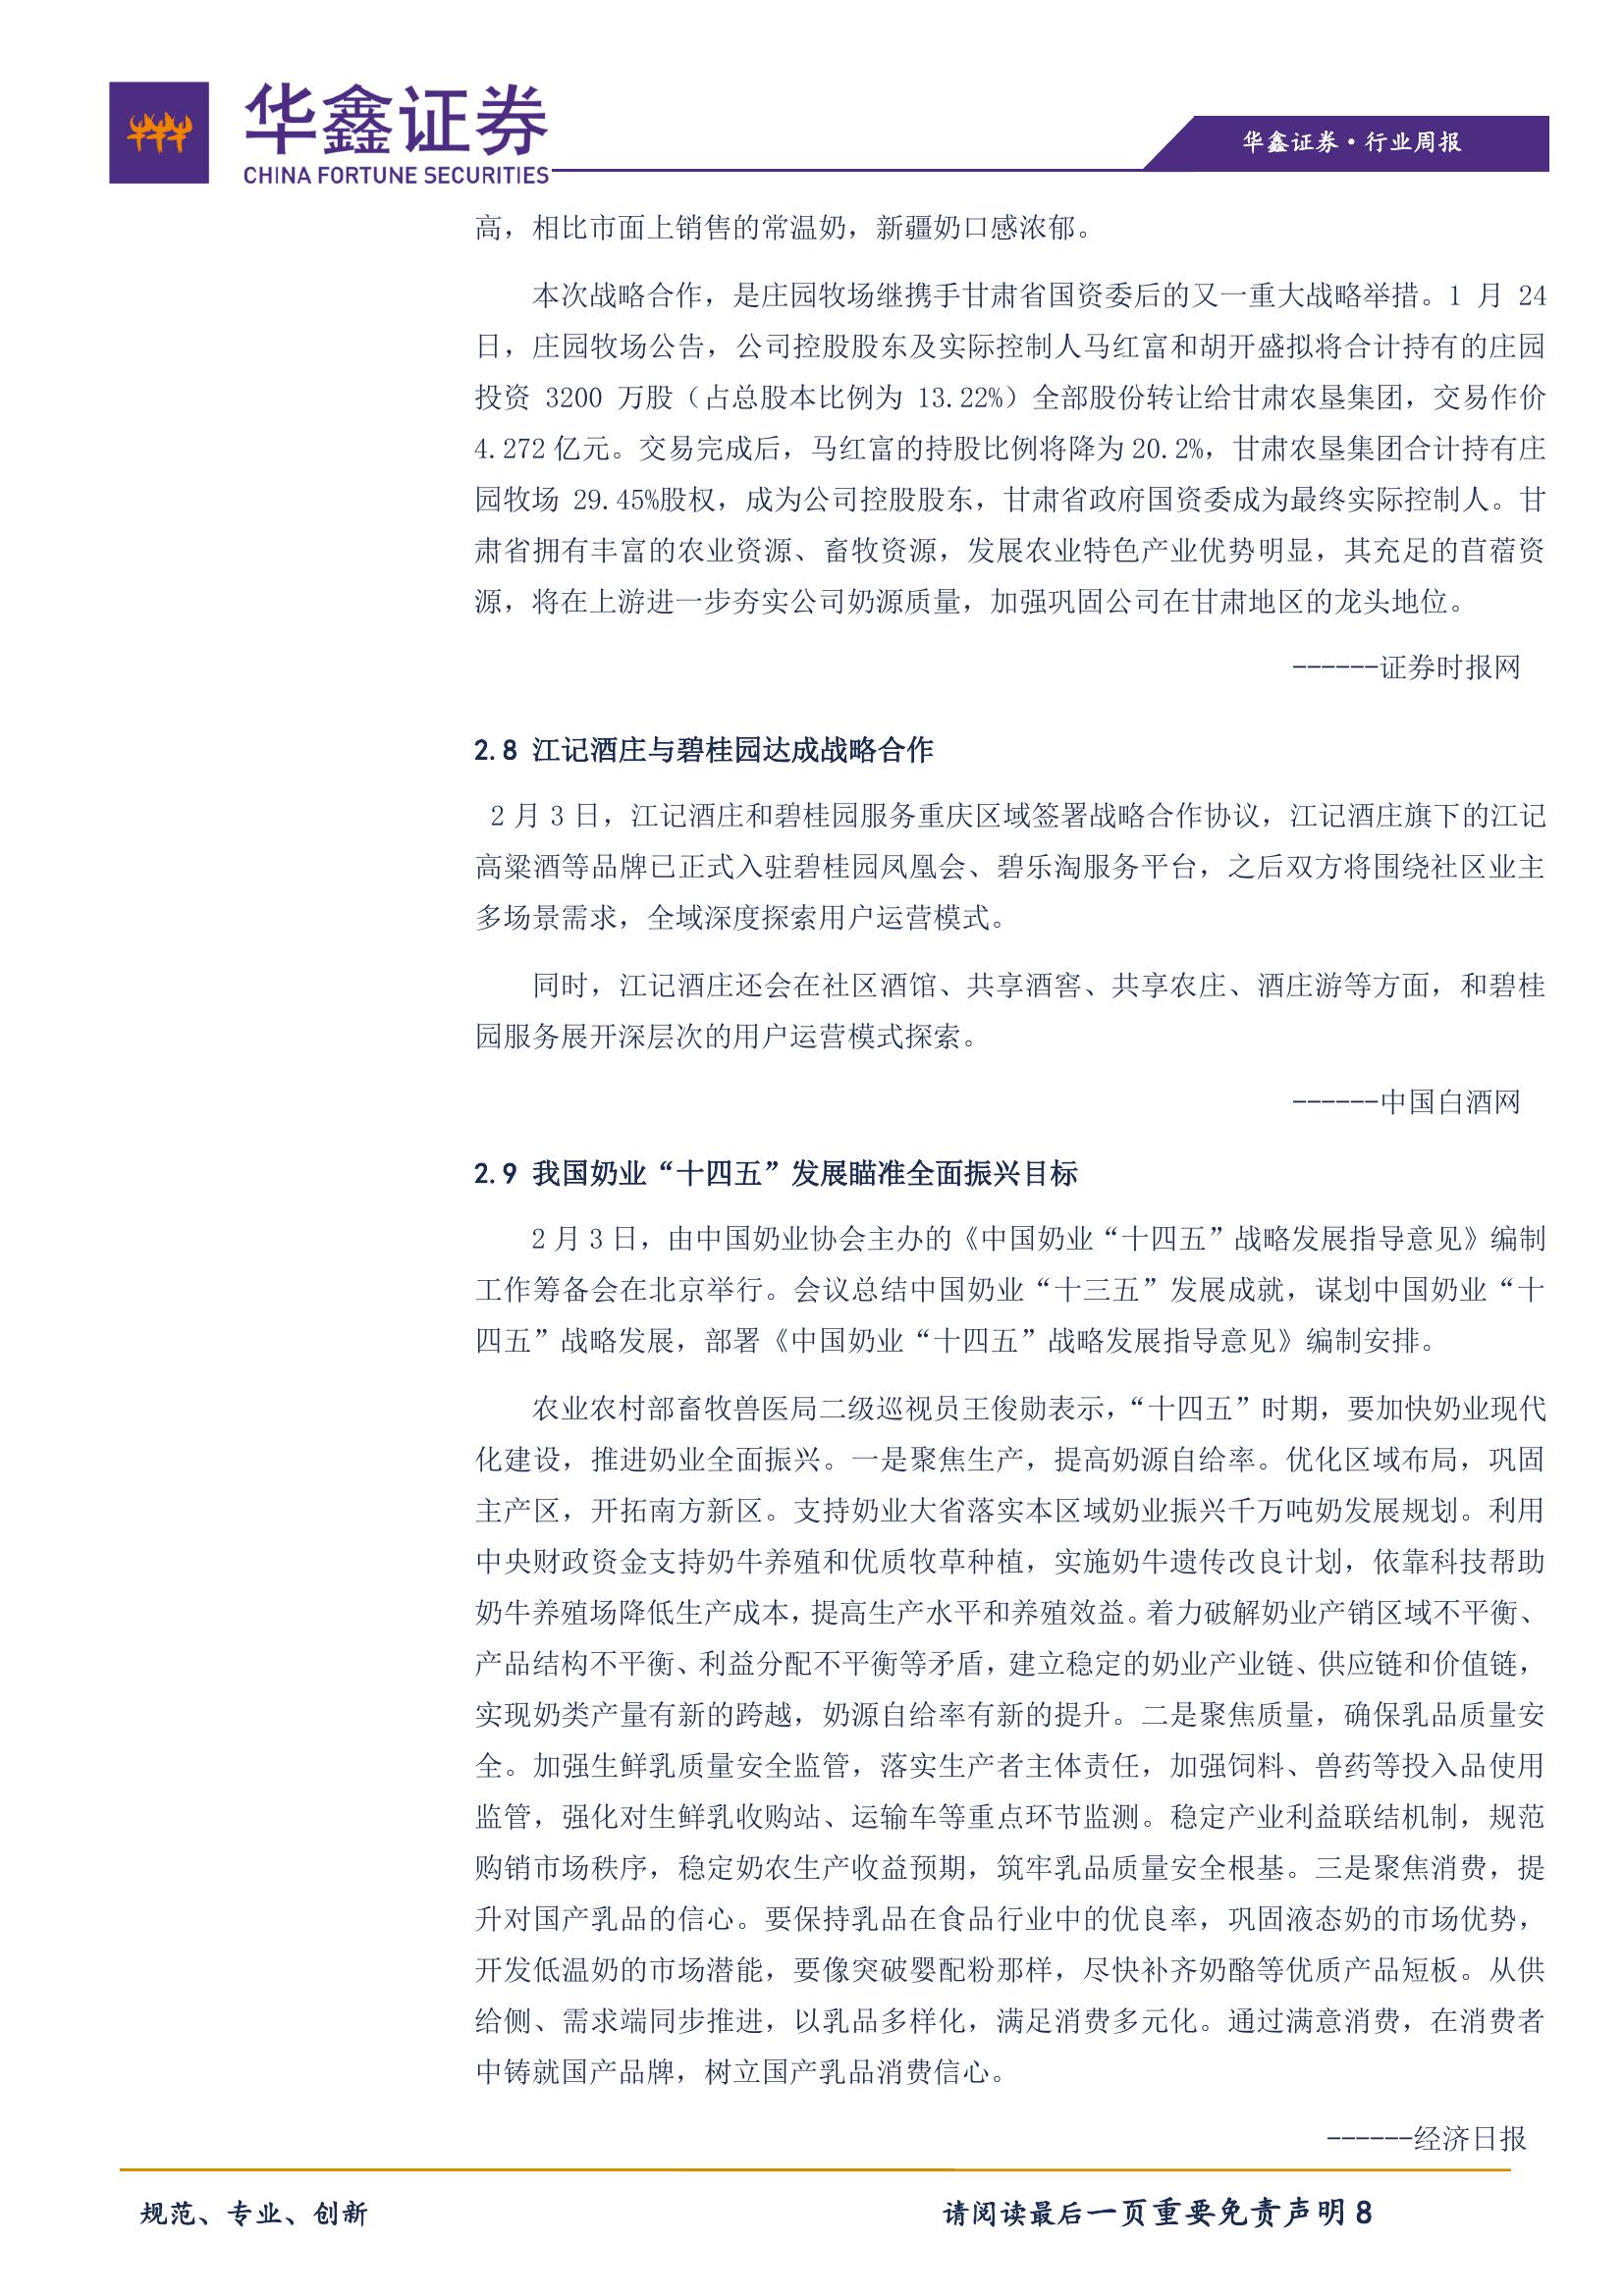 华鑫证券
CHINA FORTUNE SECURITIES
华鑫证券·行业周报
高，相比市面上销售的常温奶，新疆奶口感浓郁。
本次战略合作，是庄园牧场继携手甘肃省国资委后的又一重大战略举措。1 月 24
日，庄园牧场公告，公司控股股东及实际控制人马红富和胡开盛拟将合计持有的庄园
投资 3200 万股（占总股本比例为 13.22%）全部股份转让给甘肃农垦集团，交易作价
4.272 亿元。交易完成后，马红富的持股比例将降为 20.2%，甘肃农垦集团合计持有庄
园牧场 29.45%股权，成为公司控股股东，甘肃省政府国资委成为最终实际控制人。甘
肃省拥有丰富的农业资源、畜牧资源，发展农业特色产业优势明显，其充足的苜蓿资
源，将在上游进一步夯实公司奶源质量，加强巩固公司在甘肃地区的龙头地位。
------证券时报网
2.8 江记酒庄与碧桂园达成战略合作
2 月 3 日，江记酒庄和碧桂园服务重庆区域签署战略合作协议，江记酒庄旗下的江记
高粱酒等品牌已正式入驻碧桂园凤凰会、碧乐淘服务平台，之后双方将围绕社区业主
多场景需求，全域深度探索用户运营模式。
同时，江记酒庄还会在社区酒馆、共享酒窖、共享农庄、酒庄游等方面，和碧桂
园服务展开深层次的用户运营模式探索。
------中国白酒网
2.9 我国奶业“十四五”发展瞄准全面振兴目标
2 月 3 日，由中国奶业协会主办的《中国奶业“十四五”战略发展指导意见》编制
工作筹备会在北京举行。会议总结中国奶业“十三五”发展成就，谋划中国奶业“十
四五”战略发展，部署《中国奶业“十四五”战略发展指导意见》编制安排。
农业农村部畜牧兽医局二级巡视员王俊勋表示，“十四五”时期，要加快奶业现代
化建设，推进奶业全面振兴。一是聚焦生产，提高奶源自给率。优化区域布局，巩固
主产区，开拓南方新区。支持奶业大省落实本区域奶业振兴千万吨奶发展规划。利用
中央财政资金支持奶牛养殖和优质牧草种植，实施奶牛遗传改良计划，依靠科技帮助
奶牛养殖场降低生产成本，提高生产水平和养殖效益。着力破解奶业产销区域不平衡、
产品结构不平衡、利益分配不平衡等矛盾，建立稳定的奶业产业链、供应链和价值链，
实现奶类产量有新的跨越，奶源自给率有新的提升。二是聚焦质量，确保乳品质量安
全。加强生鲜乳质量安全监管，落实生产者主体责任，加强饲料、兽药等投入品使用
监管，强化对生鲜乳收购站、运输车等重点环节监测。稳定产业利益联结机制，规范
购销市场秩序，稳定奶农生产收益预期，筑牢乳品质量安全根基。三是聚焦消费，提
升对国产乳品的信心。要保持乳品在食品行业中的优良率，巩固液态奶的市场优势，
开发低温奶的市场潜能，要像突破婴配粉那样，尽快补齐奶酪等优质产品短板。从供
给侧、需求端同步推进，以乳品多样化，满足消费多元化。通过满意消费，在消费者
中铸就国产品牌，树立国产乳品消费信心。
------经济日报
规范、专业、创新
请阅读最后一页重要免责声明 8